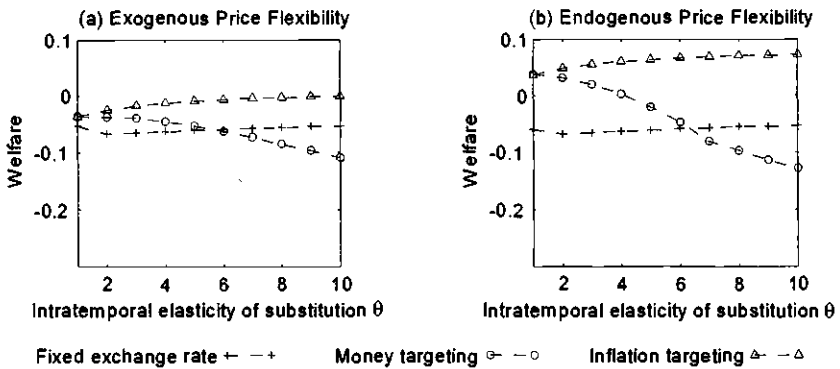 (a) Exogenous Price Flexibility
(b) Endogenous Price Flexibility
0.1
0
-0.1
-0.2
Welfare
2 4 6 8 10
Intratemporal elasticity of substitution θ
0.1
0
-0.1
-0.2
Welfare
2 4 6 8 10
Intratemporal elasticity of substitution θ
Fixed exchange rate Money targeting Inflation targeting